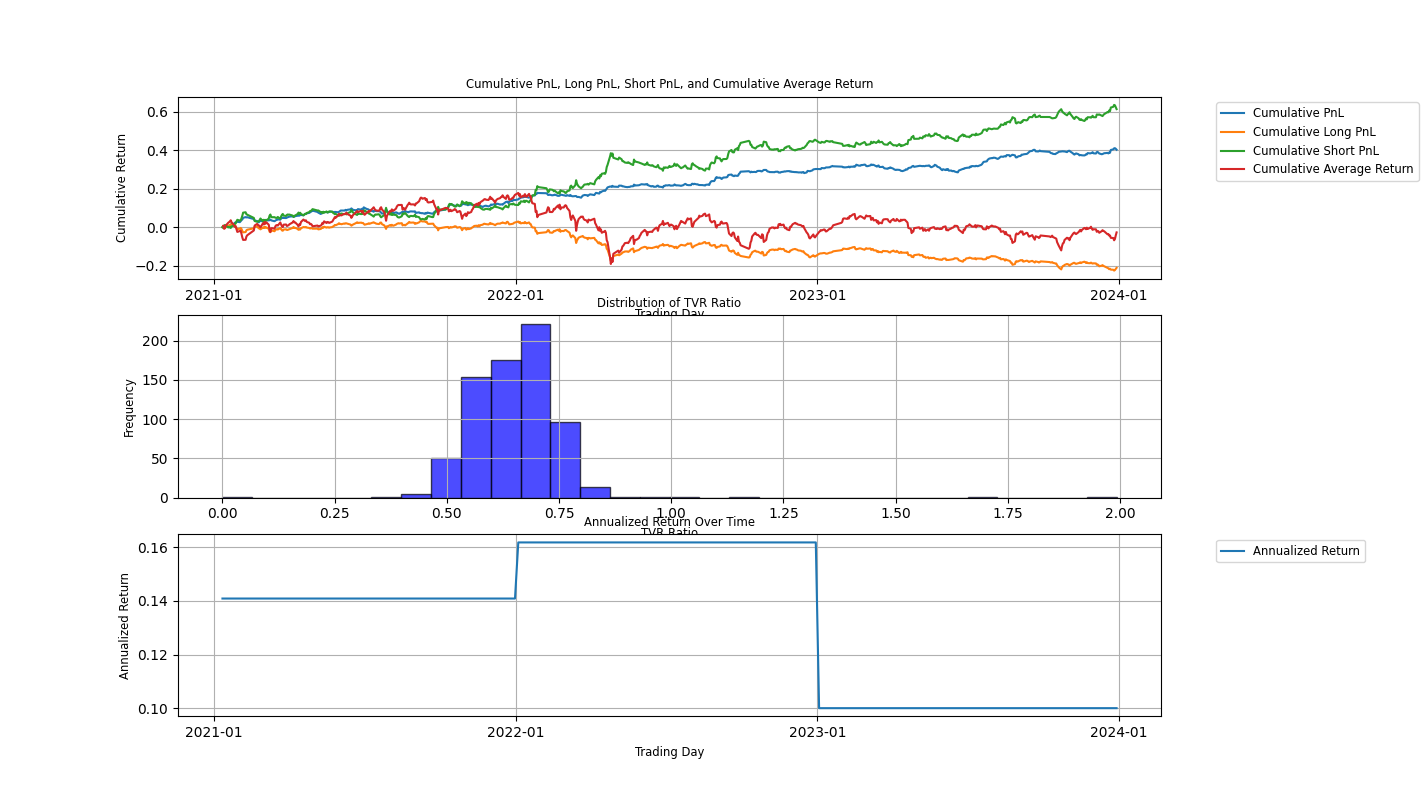 Cumulative PnL, Long PnL, Short PnL, and Cumulative Average Return
Cumulative Return
0.6
0.4
0.2
0.0
−0.2
2021-01
2022-01
2023-01
2024-01
Trading Day
Cumulative PnL
Cumulative Long PnL
Cumulative Short PnL
Cumulative Average Return
Distribution of TVR Ratio
Frequency
200
150
100
50
0
0.00
0.25
0.50
0.75
1.00
1.25
1.50
1.75
2.00
TVR Ratio
Annualized Return Over Time
Annualized Return
0.16
0.14
0.12
0.10
2021-01
2022-01
2023-01
2024-01
Trading Day
Annualized Return